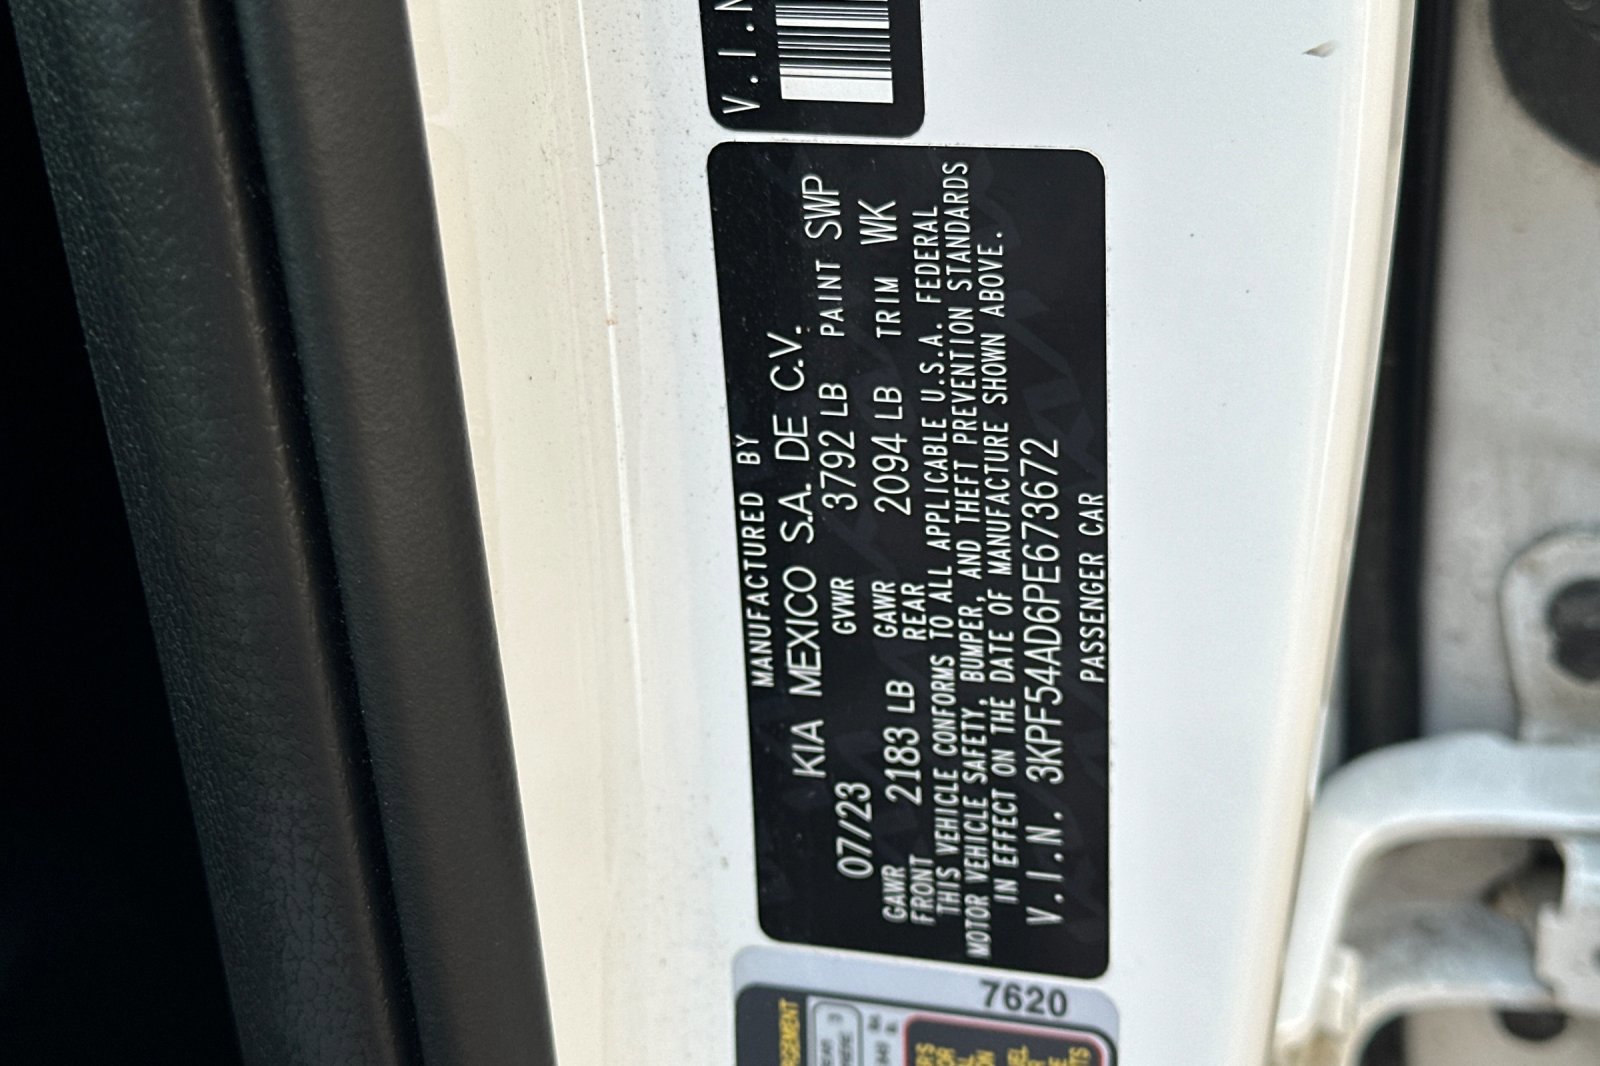 V.I.N
MANUFACTURED BY
KIA MEXICO S.A. DE C.V.
07/23 GVWR 3792 LB PAINT SWP
GAWR FRONT 2183 LB GAWR REAR 2094 LB TRIM WK
THIS VEHICLE CONFORMS TO ALL APPLICABLE U.S.A. FEDERAL
MOTOR VEHICLE SAFETY, BUMPER, AND THEFT PREVENTION STANDARDS
IN EFFECT ON THE DATE OF MANUFACTURE SHOWN ABOVE.
V.I.N. 3KPF54AD6PE673672
PASSENGER CAR
7620